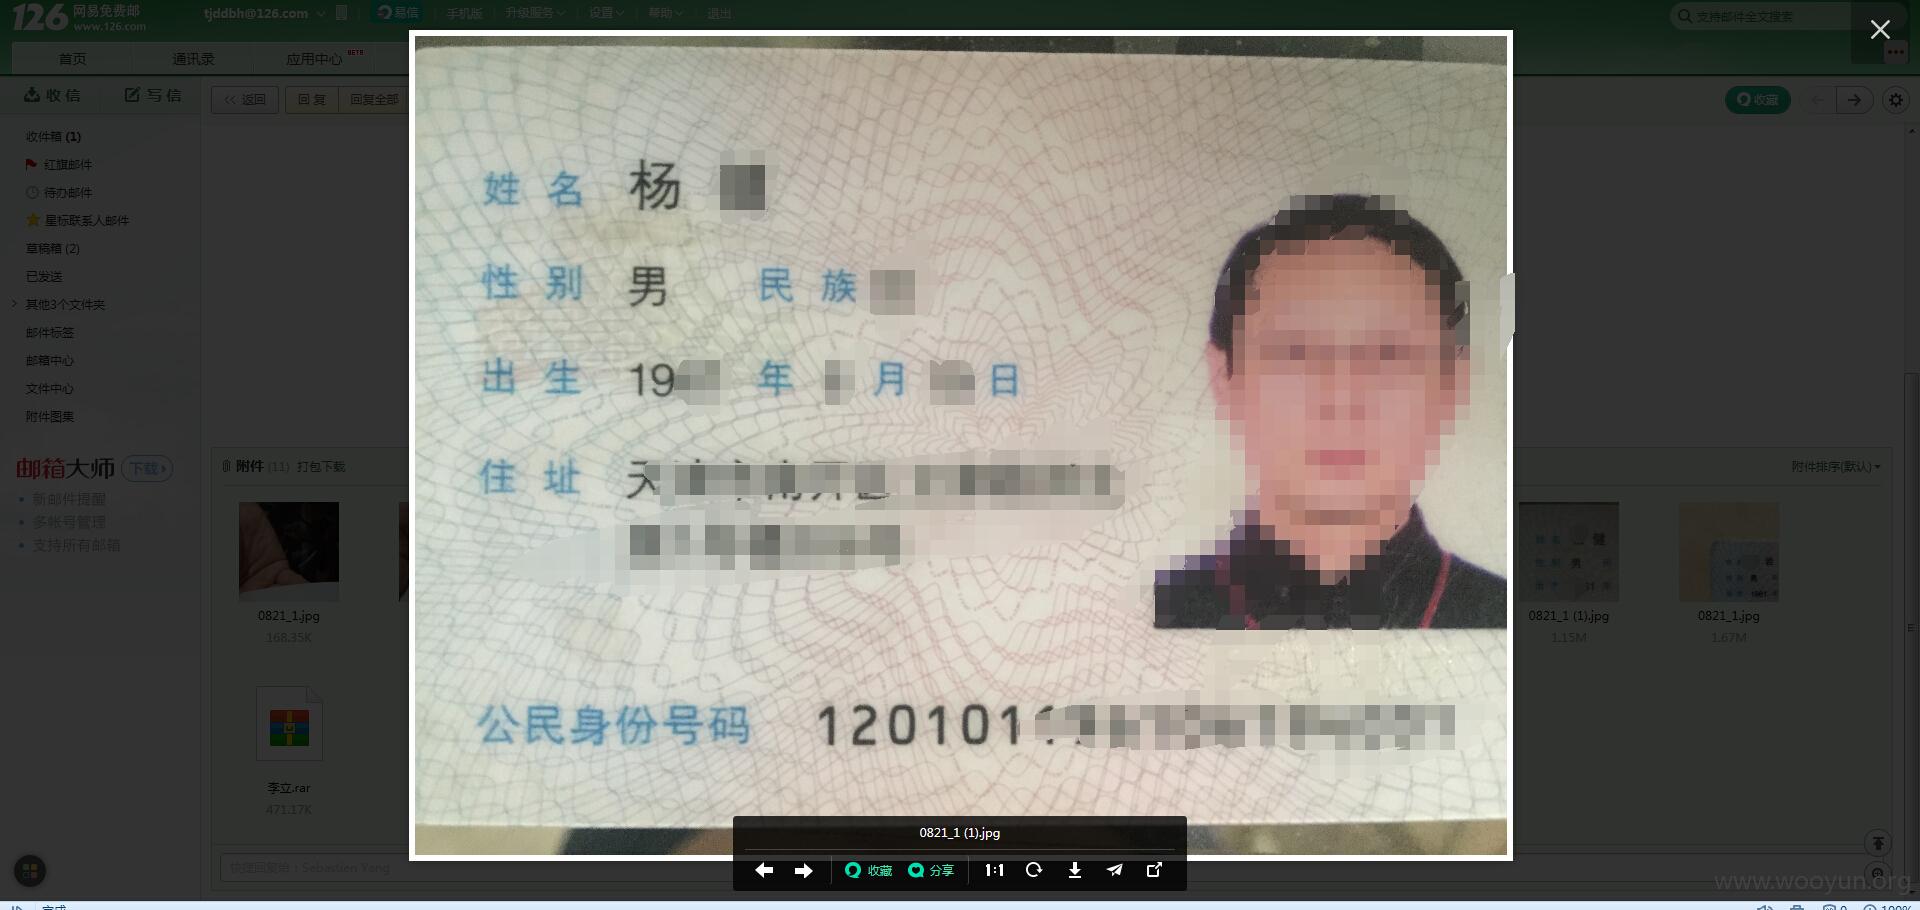 126 网易免费邮
www.126.com
tjddbh@126.com
易信
手机版
升级服务
设置
帮助
退出
支持邮件全文搜索
首页
通讯录
应用中心
BETA
收 信
写 信
<< 返回
回 复
回复全部
收藏
收件箱 (1)
红旗邮件
待办邮件
星标联系人邮件
草稿箱 (2)
已发送
其他3个文件夹
邮件标签
邮箱中心
文件中心
附件图集
邮箱大师
下载
新邮件提醒
多帐号管理
支持所有邮箱
姓 名 杨
性 别 男 民 族
出 生 19 年 月 日
住 址
公民身份号码 120101
附件 (11) 打包下载
附件排序(默认)
0821_1.jpg
168.35K
0821_1 (1).jpg
1.15M
0821_1.jpg
1.67M
李立.rar
471.17K
快捷回复给：Sebastien Yang
0821_1 (1).jpg
收藏
分享
1:1
www.wooyun.org
完成
100%